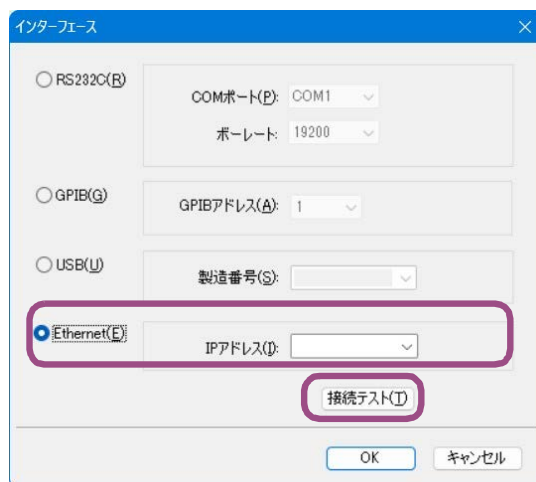 インターフェース
RS232C(R)
COMポート(P): COM1
ボーレート: 19200
GPIB(G)
GPIBアドレス(A): 1
USB(U)
製造番号(S):
Ethernet(E)
IPアドレス(I):
接続テスト(T)
OK キャンセル